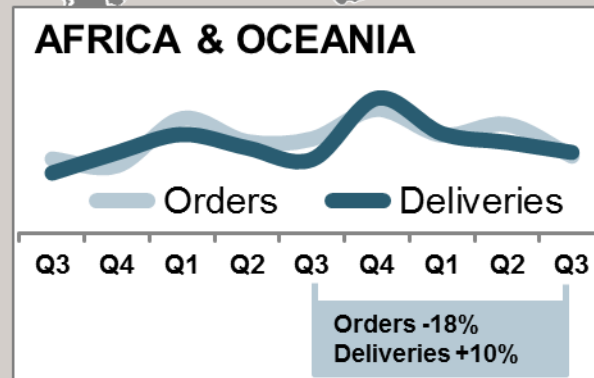 AFRICA & OCEANIA
Orders Deliveries
Q3 Q4 Q1 Q2 Q3 Q4 Q1 Q2 Q3
Orders -18%
Deliveries +10%